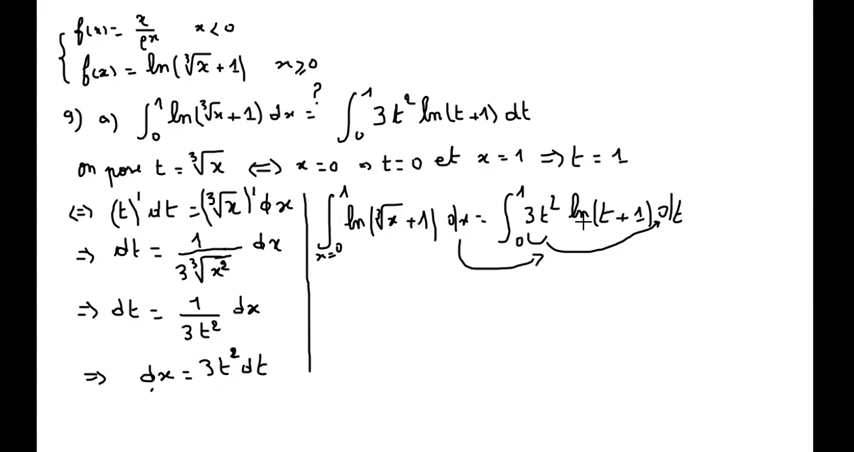 f(x) = x/e^x   x < 0
f(x) = ln(∛x + 1)   x ≥ 0
9) a) ∫₀¹ ln(∛x + 1) dx =? ∫₀¹ 3t² ln(t+1) dt
on pose t = ∛x ⟺ x=0 ⇒ t=0 et x=1 ⟹ t=1
⟺ (t)' dt = (∛x)' dx
⟹ dt = 1/(3∛x²) dx
⟹ dt = 1/(3t²) dx
⟹ dx = 3t² dt
∫_{x=0}^1 ln(∛x + 1) dx = ∫₀¹ 3t² ln(t+1) dt